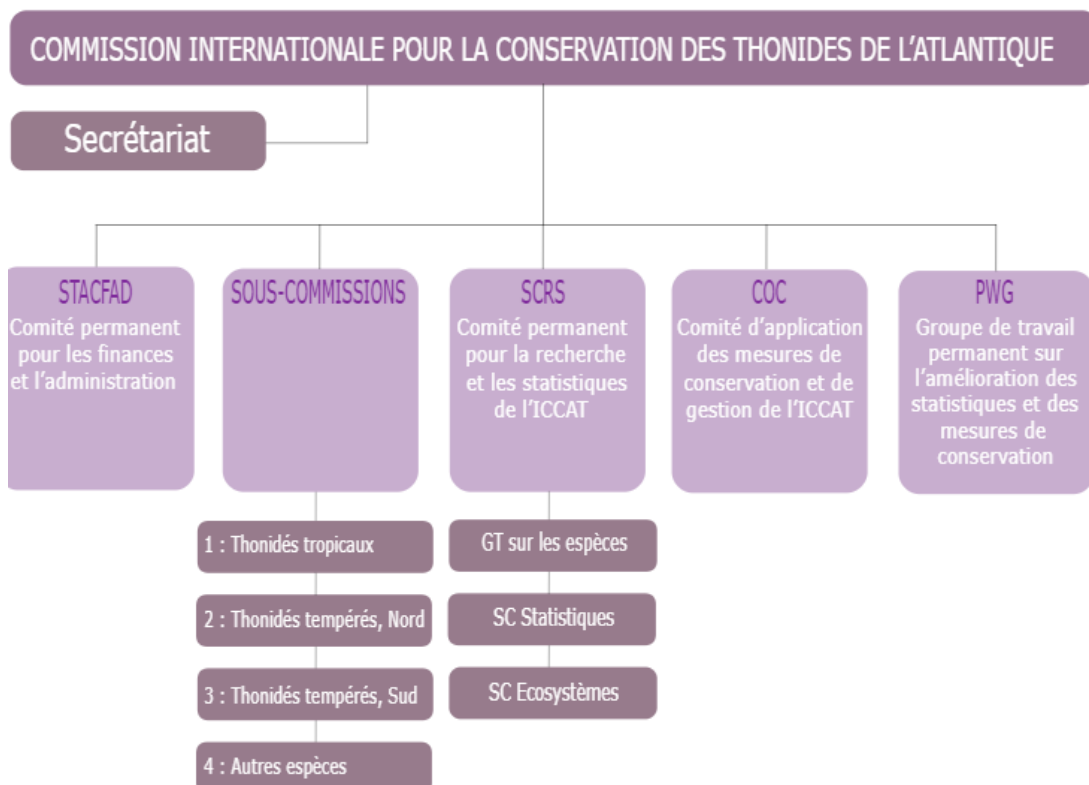 COMMISSION INTERNATIONALE POUR LA CONSERVATION DES THONIDES DE L'ATLANTIQUE
Secrétariat
STACFAD
Comité permanent
pour les finances
et l'administration
SOUS-COMMISSIONS
SCRS
Comité permanent
pour la recherche
et les statistiques
de l'ICCAT
COC
Comité d'application
des mesures de
conservation et de
gestion de l'ICCAT
PWG
Groupe de travail
permanent sur
l'amélioration des
statistiques et des
mesures de
conservation
1 : Thonidés tropicaux
2 : Thonidés tempérés, Nord
3 : Thonidés tempérés, Sud
4 : Autres espèces
GT sur les espèces
SC Statistiques
SC Ecosystèmes